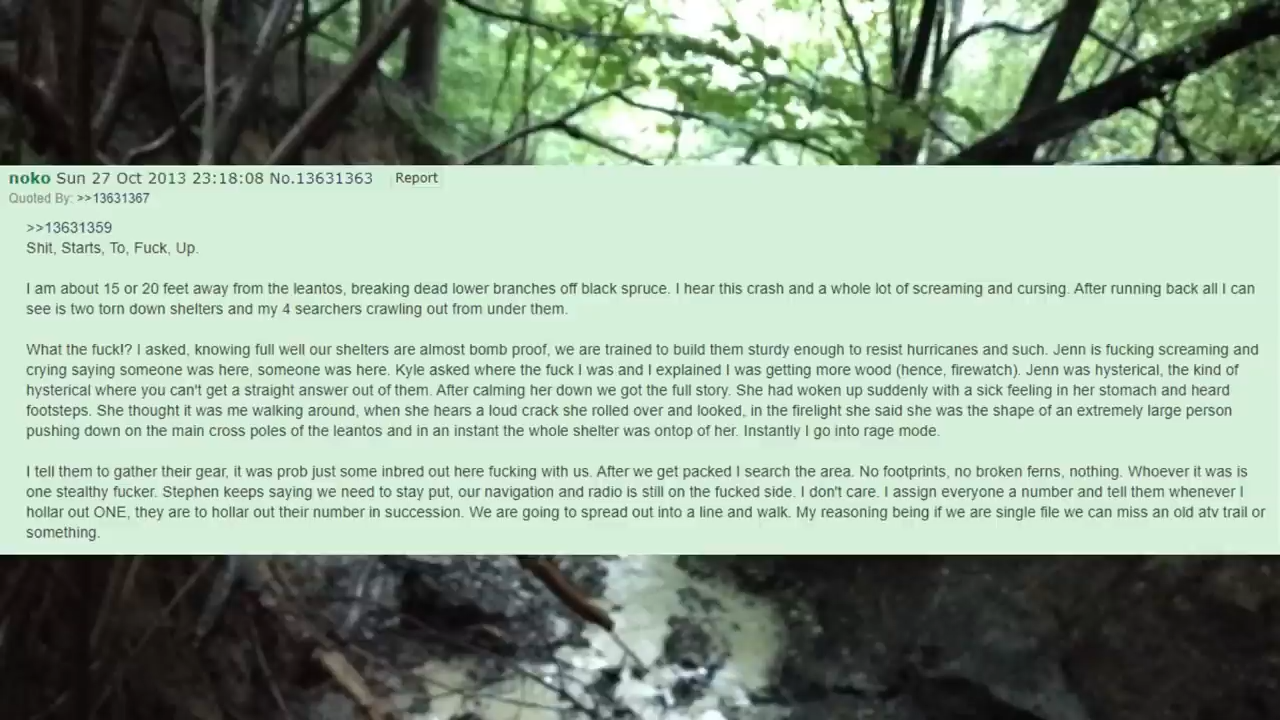 noko Sun 27 Oct 2013 23:18:08 No.13631363 Report
Quoted By: >>13631367
>>13631359
Shit, Starts, To, Fuck, Up.
I am about 15 or 20 feet away from the leantos, breaking dead lower branches off black spruce. I hear this crash and a whole lot of screaming and cursing. After running back all I can
see is two torn down shelters and my 4 searchers crawling out from under them.
What the fuck!? I asked, knowing full well our shelters are almost bomb proof, we are trained to build them sturdy enough to resist hurricanes and such. Jenn is fucking screaming and
crying saying someone was here, someone was here. Kyle asked where the fuck I was and I explained I was getting more wood (hence, firewatch). Jenn was hysterical, the kind of
hysterical where you can't get a straight answer out of them. After calming her down we got the full story. She had woken up suddenly with a sick feeling in her stomach and heard
footsteps. She thought it was me walking around, when she hears a loud crack she rolled over and looked, in the firelight she said she was the shape of an extremely large person
pushing down on the main cross poles of the leantos and in an instant the whole shelter was ontop of her. Instantly I go into rage mode.
I tell them to gather their gear, it was prob just some inbred out here fucking with us. After we get packed I search the area. No footprints, no broken ferns, nothing. Whoever it was is
one stealthy fucker. Stephen keeps saying we need to stay put, our navigation and radio is still on the fucked side. I don't care. I assign everyone a number and tell them whenever I
hollar out ONE, they are to hollar out their number in succession. We are going to spread out into a line and walk. My reasoning being if we are single file we can miss an old atv trail or
something.